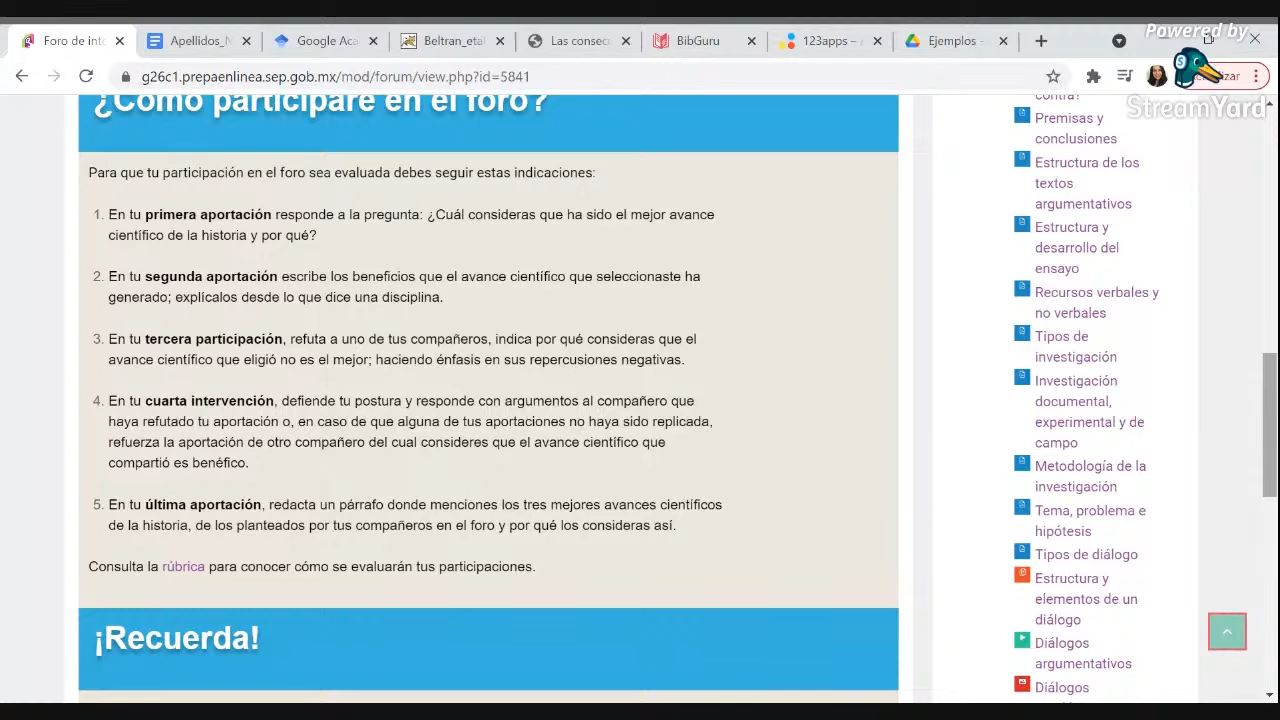 Powered by
StreamYard
Foro de int
Apellidos_N
Google Aca
Beltran_eta
Las consec
BibGuru
123apps - y
Ejemplos -
g26c1.prepaenlinea.sep.gob.mx/mod/forum/view.php?id=5841
¿Cómo participaré en el foro?
Para que tu participación en el foro sea evaluada debes seguir estas indicaciones:
1. En tu primera aportación responde a la pregunta: ¿Cuál consideras que ha sido el mejor avance
científico de la historia y por qué?
2. En tu segunda aportación escribe los beneficios que el avance científico que seleccionaste ha
generado; explícalos desde lo que dice una disciplina.
3. En tu tercera participación, refuta a uno de tus compañeros, indica por qué consideras que el
avance científico que eligió no es el mejor; haciendo énfasis en sus repercusiones negativas.
4. En tu cuarta intervención, defiende tu postura y responde con argumentos al compañero que
haya refutado tu aportación o, en caso de que alguna de tus aportaciones no haya sido replicada,
refuerza la aportación de otro compañero del cual consideres que el avance científico que
compartió es benéfico.
5. En tu última aportación, redacta un párrafo donde menciones los tres mejores avances científicos
de la historia, de los planteados por tus compañeros en el foro y por qué los consideras así.
Consulta la rúbrica para conocer cómo se evaluarán tus participaciones.
¡Recuerda!
contra?
Premisas y
conclusiones
Estructura de los
textos
argumentativos
Estructura y
desarrollo del
ensayo
Recursos verbales y
no verbales
Tipos de
investigación
Investigación
documental,
experimental y de
campo
Metodología de la
investigación
Tema, problema e
hipótesis
Tipos de diálogo
Estructura y
elementos de un
diálogo
Diálogos
argumentativos
Diálogos